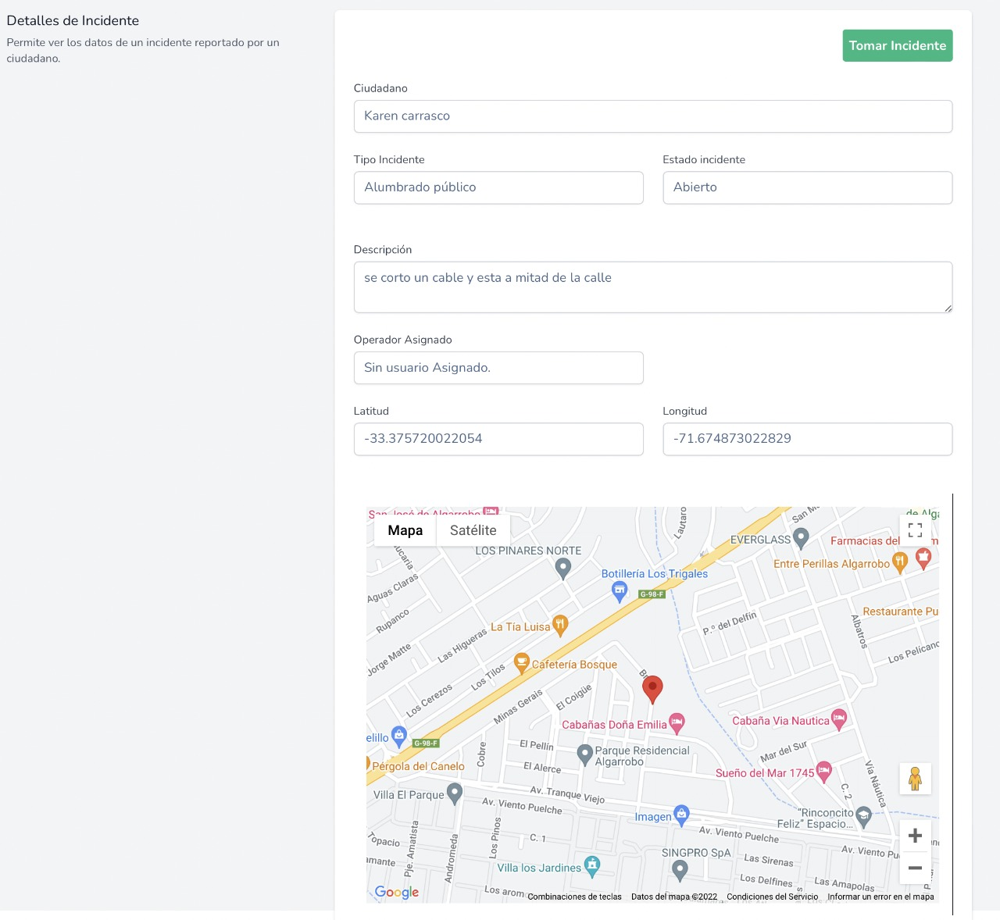 Detalles de Incidente
Permite ver los datos de un incidente reportado por un
ciudadano.
Tomar Incidente
Ciudadano
Karen carrasco
Tipo Incidente
Estado incidente
Alumbrado público
Abierto
Descripción
se corto un cable y esta a mitad de la calle
Operador Asignado
Sin usuario Asignado.
Latitud
Longitud
-33.375720022054
-71.674873022829
San José de Algarrobo
Mapa
Satélite
Lautaro
EVERGLASS
Farmacias del
LOS PINARES NORTE
Entre Perillas Algarrobo
Botillería Los Trigales
G-98-F
Aguas Claras
Rupanco
La Tía Luisa
P.º del Delfín
Restaurante Pu
Albatros
Jorge Matte
Las Higueras
Los Pelicano
Los Tilos
Cafetería Bosque
Los Cerezos
Minas Gerais
El Coigüe
Cabañas Doña Emilia
Cabaña Via Nautica
elillo
G-98-F
Cobre
El Pellín
Parque Residencial
Algarrobo
Mar del Sur
Pérgola del Canelo
El Alerce
Sueño del Mar 1745
Vía Náutica
C. 2
Villa El Parque
Av. Tranque Viejo
Av. Viento Puelche
Imagen
"Rinconcito
Feliz" Espacio...
Av. Viento Puelche
Topacio
Pje. Amatista
Andromeda
Los Pinos
C. 1
SINGPRO SpA
Av. Viento Pu
amante
Villa los Jardines
Las Sirenas
Los Delfines
Las Amapolas
Google
Los arom
Combinaciones de teclas
Datos del mapa ©2022
Condiciones del Servicio
Informar un error en el mapa